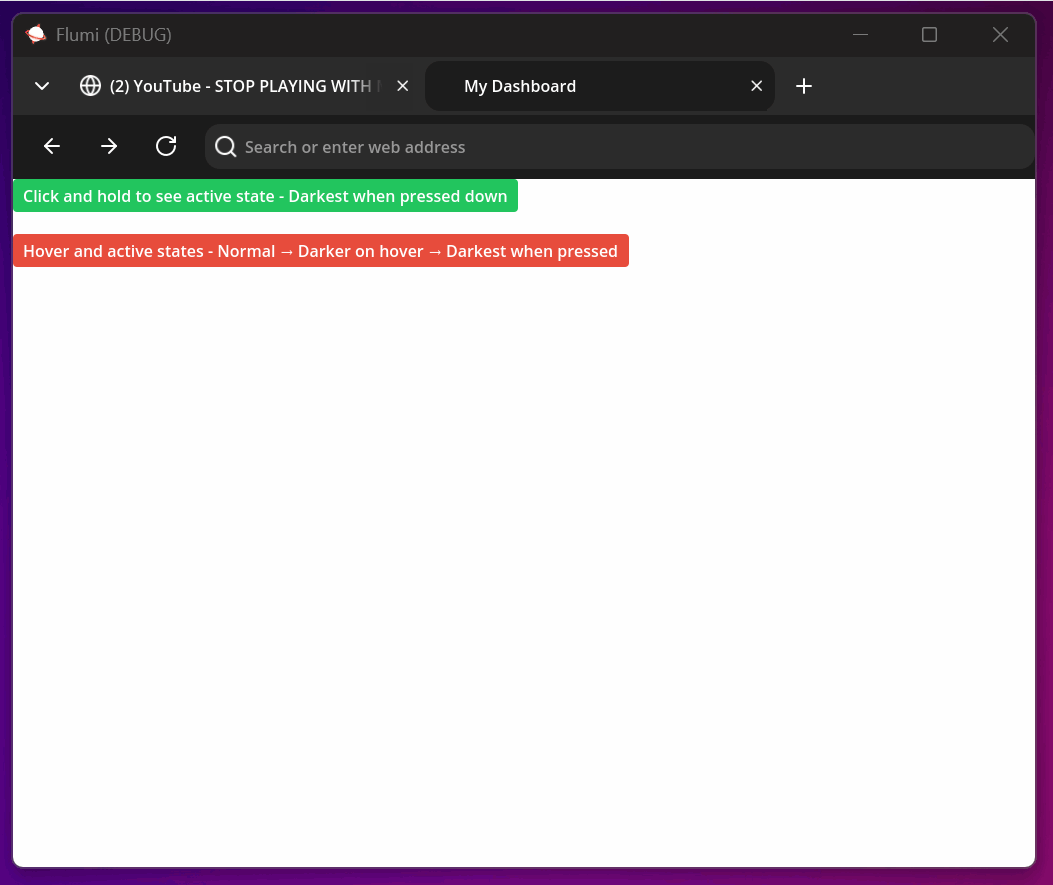 Flumi (DEBUG)
(2) YouTube - STOP PLAYING WITH
My Dashboard
Search or enter web address
Click and hold to see active state - Darkest when pressed down
Hover and active states - Normal → Darker on hover → Darkest when pressed